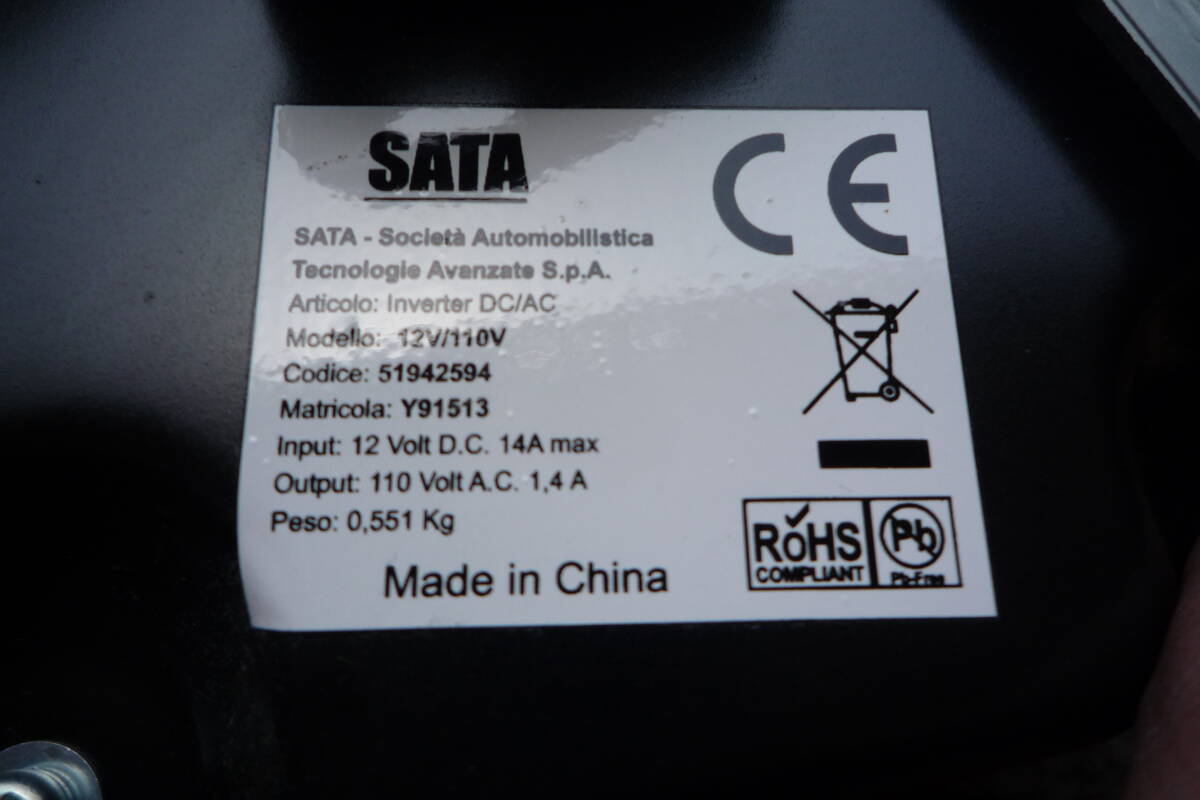 SATA
CE
SATA - Società Automobilistica
Tecnologie Avanzate S.p.A.
Articolo: Inverter DC/AC
Modello: 12V/110V
Codice: 51942594
Matricola: Y91513
Input: 12 Volt D.C. 14A max
Output: 110 Volt A.C. 1,4 A
Peso: 0,551 Kg
Made in China
RoHS
COMPLIANT
Pb
Pb-Free